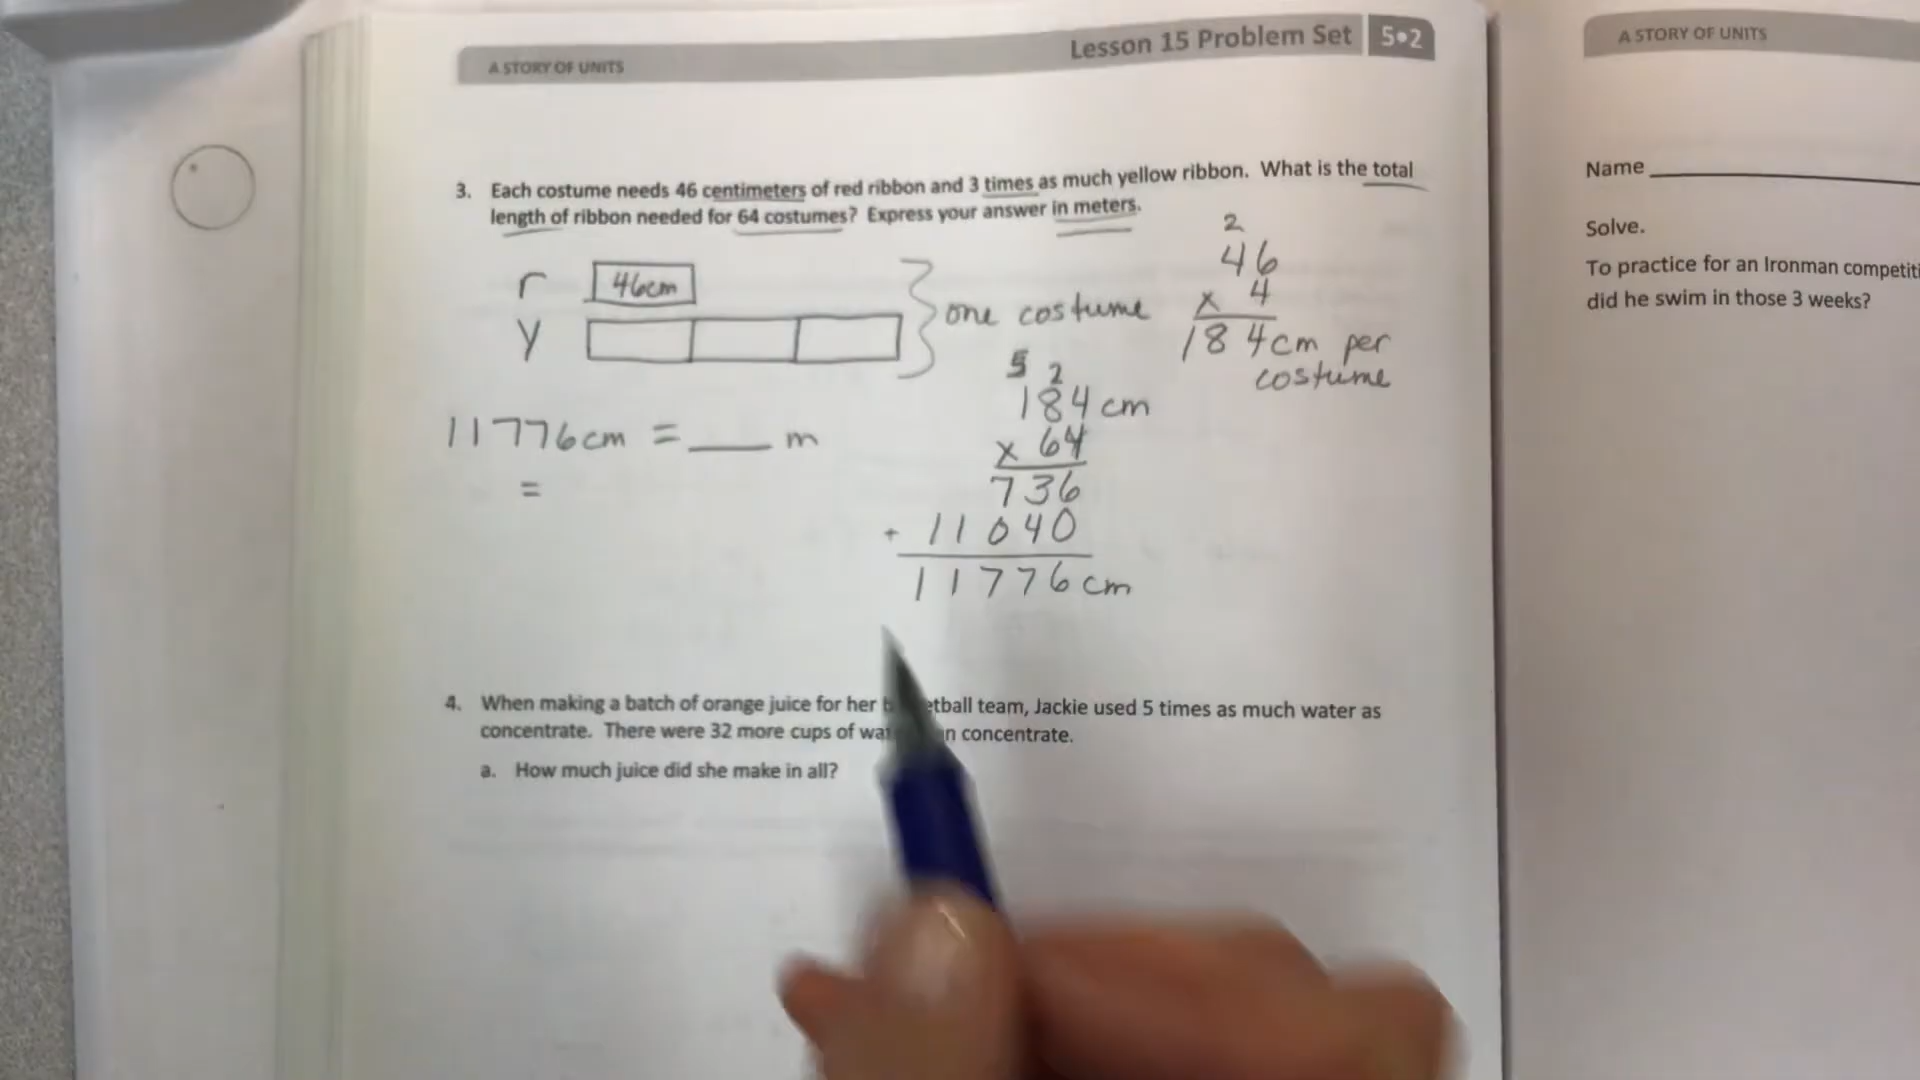 A STORY OF UNITS
Lesson 15 Problem Set 5•2
3. Each costume needs 46 centimeters of red ribbon and 3 times as much yellow ribbon. What is the total
length of ribbon needed for 64 costumes? Express your answer in meters.
r 46cm
y
one costume
2
46
x 4
184cm per
costume
5 2
184cm
x 64
736
+ 11040
11776cm
11776cm = ___ m
=
4. When making a batch of orange juice for her team, Jackie used 5 times as much water as
concentrate. There were 32 more cups of concentrate.
a. How much juice did she make in all?
A STORY OF UNITS
Name
Solve.
To practice for an Ironman
did he swim in those 3 weeks?